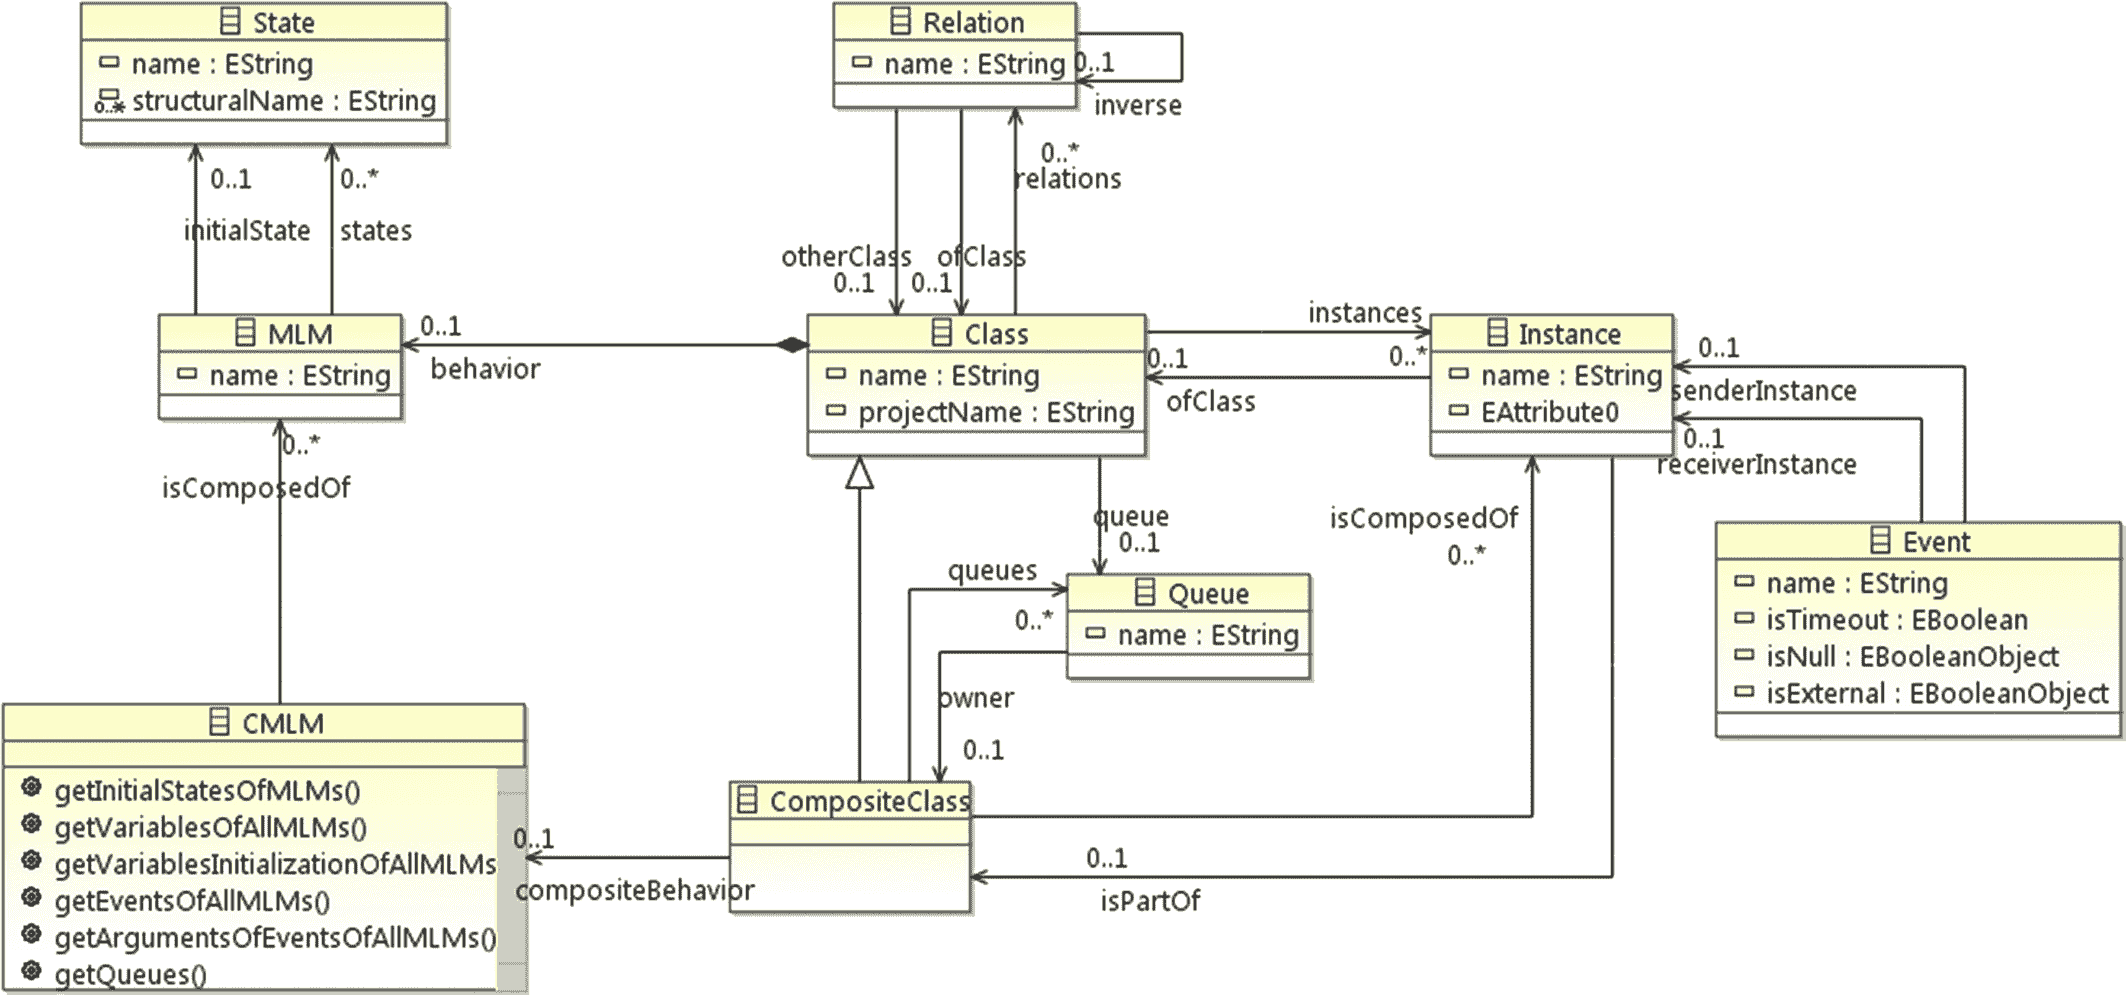 State
name : EString
0..* structuralName : EString
Relation
name : EString
0..1
inverse
0..1
initialState
0..*
states
0..*
relations
otherClass
0..1
ofClass
0..1
MLM
name : EString
0..1
behavior
Class
name : EString
projectName : EString
instances
0..*
0..1
ofClass
Instance
name : EString
EAttribute0
0..1
senderInstance
0..1
receiverInstance
0..*
isComposedOf
queue
0..1
isComposedOf
0..*
Event
name : EString
isTimeout : EBoolean
isNull : EBooleanObject
isExternal : EBooleanObject
queues
0..*
Queue
name : EString
owner
0..1
CMLM
getInitialStatesOfMLMs()
getVariablesOfAllMLMs()
getVariablesInitializationOfAllMLMs
getEventsOfAllMLMs()
getArgumentsOfEventsOfAllMLMs()
getQueues()
CompositeClass
0..1
compositeBehavior
0..1
isPartOf